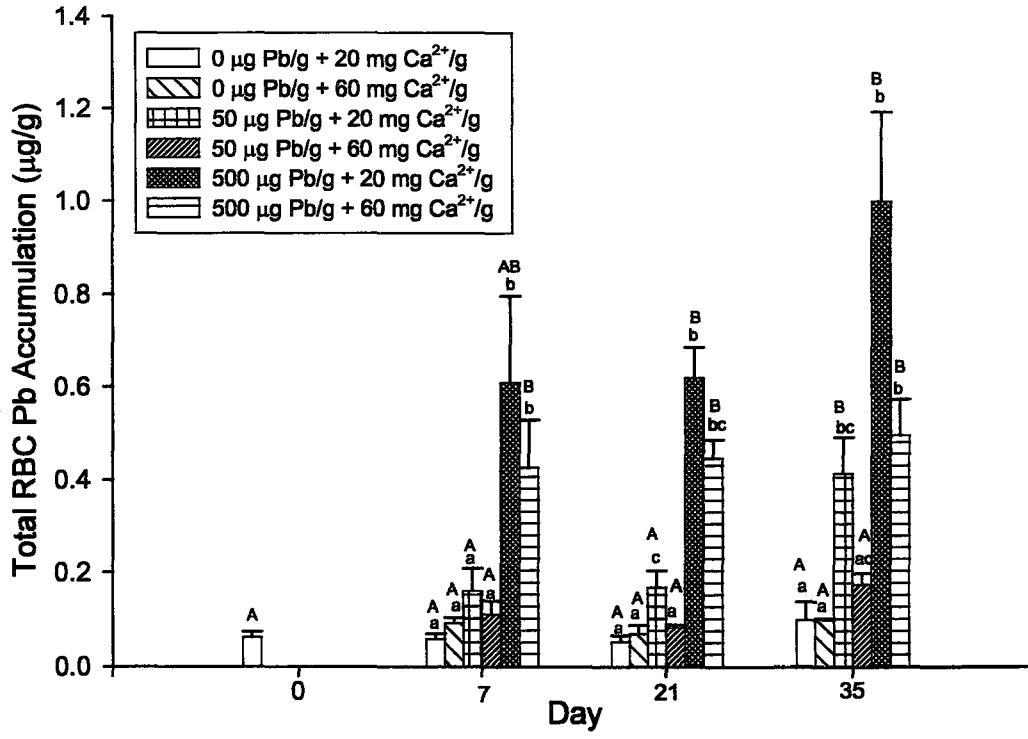 Total RBC Pb Accumulation (μg/g)
1.4
1.2
1.0
0.8
0.6
0.4
0.2
0.0
0 μg Pb/g + 20 mg Ca²⁺/g
0 μg Pb/g + 60 mg Ca²⁺/g
50 μg Pb/g + 20 mg Ca²⁺/g
50 μg Pb/g + 60 mg Ca²⁺/g
500 μg Pb/g + 20 mg Ca²⁺/g
500 μg Pb/g + 60 mg Ca²⁺/g
A
A
a
A
a
A
a
A
a
AB
b
B
b
A
a
A
a
A
c
A
a
B
b
B
bc
A
a
A
a
B
bc
A
ac
B
b
B
b
0
7
21
35
Day